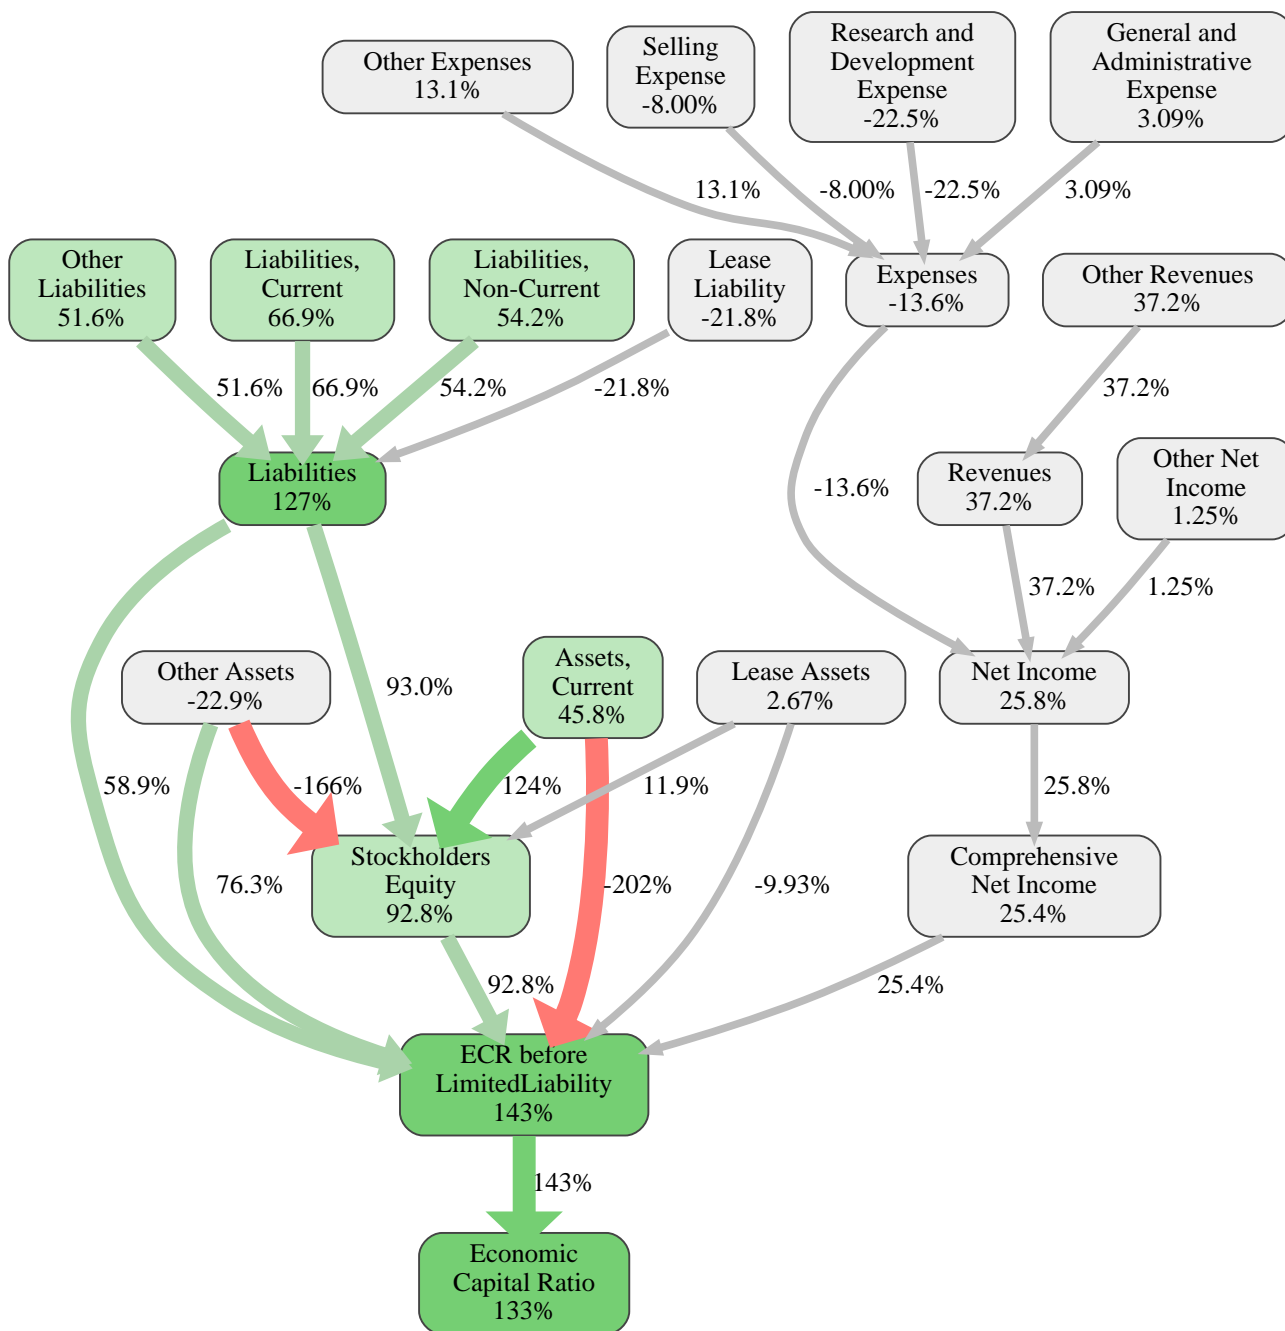 Other Expenses
13.1%
Selling
Expense
-8.00%
Research and
Development
Expense
-22.5%
General and
Administrative
Expense
3.09%
13.1%
-8.00%
-22.5%
3.09%
Other
Liabilities
51.6%
Liabilities,
Current
66.9%
Liabilities,
Non-Current
54.2%
Lease
Liability
-21.8%
Expenses
-13.6%
Other Revenues
37.2%
51.6%
66.9%
54.2%
-21.8%
37.2%
Liabilities
127%
-13.6%
Revenues
37.2%
Other Net
Income
1.25%
37.2%
1.25%
Other Assets
-22.9%
93.0%
Assets,
Current
45.8%
Lease Assets
2.67%
Net Income
25.8%
58.9%
-166%
124%
11.9%
25.8%
76.3%
Stockholders
Equity
92.8%
-202%
-9.93%
Comprehensive
Net Income
25.4%
92.8%
25.4%
ECR before
LimitedLiability
143%
143%
Economic
Capital Ratio
133%